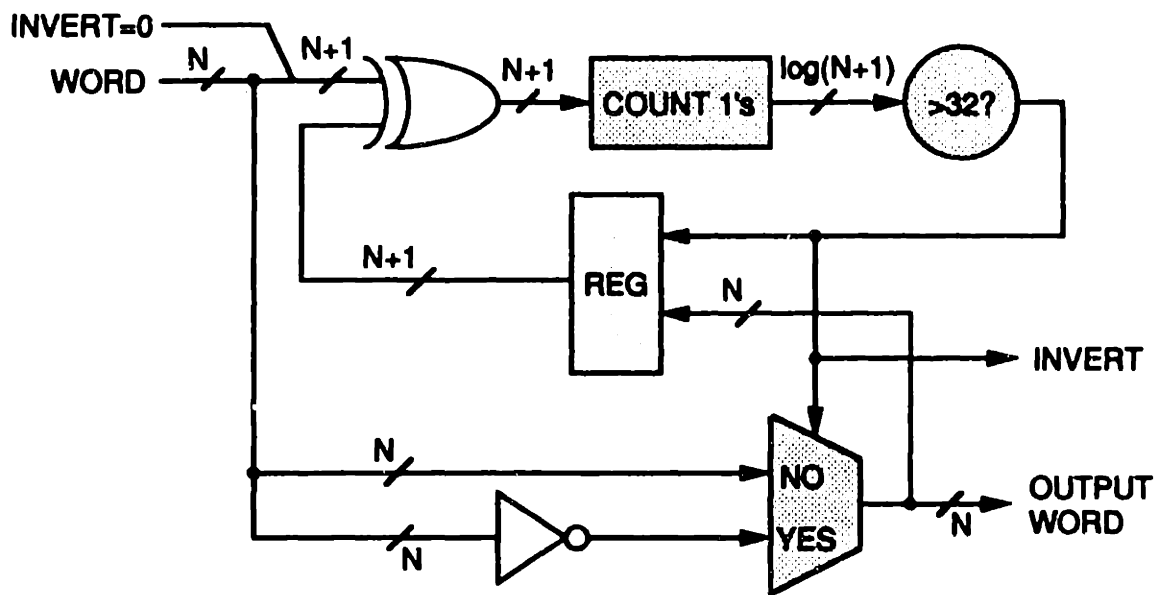 INVERT=0
N
N+1
WORD
N+1
COUNT 1's
log(N+1)
>32?
N+1
REG
N
INVERT
N
NO
OUTPUT
WORD
N
YES
N